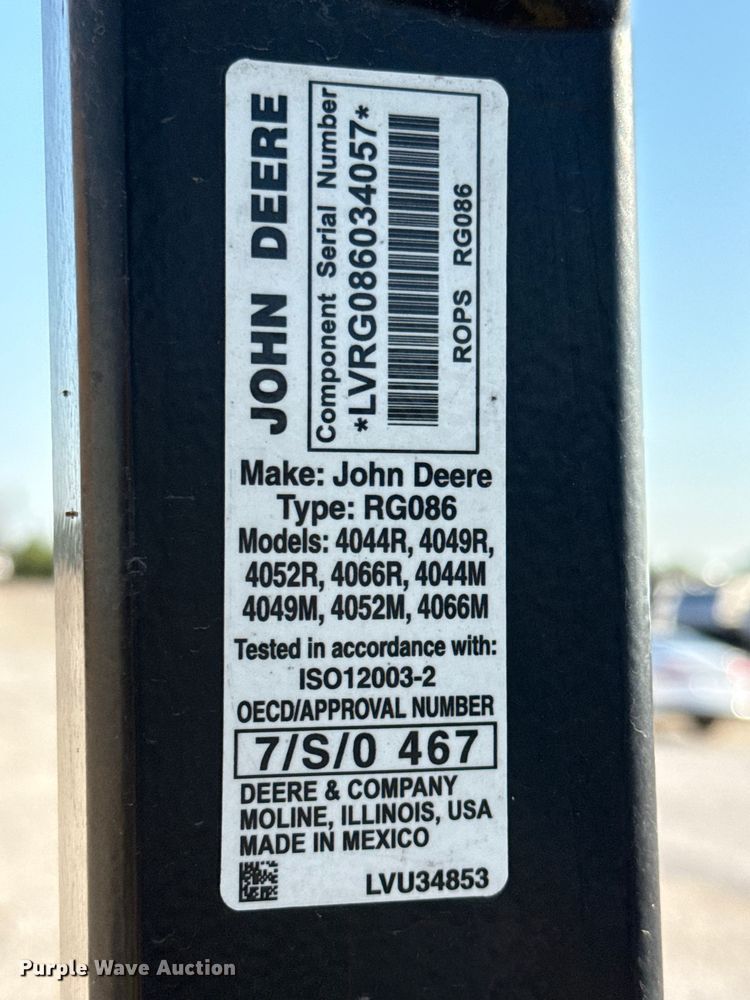 JOHN DEERE
Component Serial Number
*LVRG086034057*
ROPS RG086
Make: John Deere
Type: RG086
Models: 4044R, 4049R,
4052R, 4066R, 4044M
4049M, 4052M, 4066M
Tested in accordance with:
ISO12003-2
OECD/APPROVAL NUMBER
7/S/0 467
DEERE & COMPANY
MOLINE, ILLINOIS, USA
MADE IN MEXICO
LVU34853
Purple Wave Auction